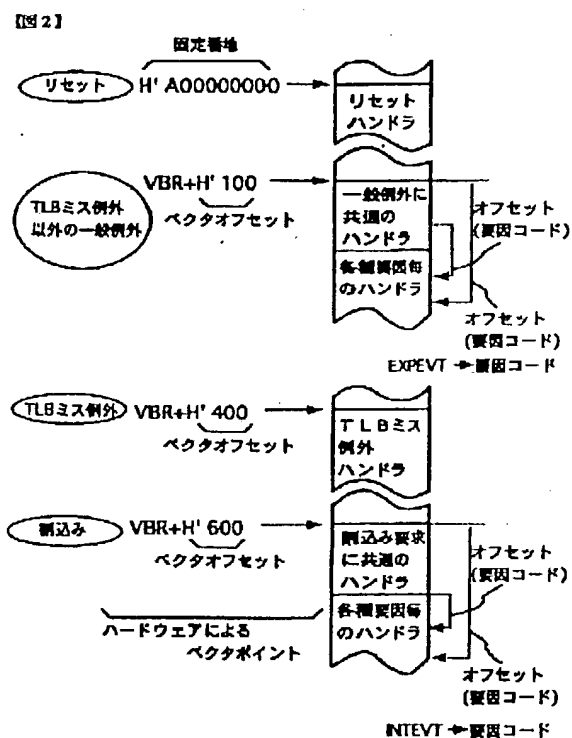 【図2】
固定番地
リセット
H' A00000000
リセット
ハンドラ
TLBミス例外
以外の一般例外
VBR+H' 100
ベクタオフセット
一般例外に
共通の
ハンドラ
各種要因毎
のハンドラ
オフセット
(要因コード)
オフセット
(要因コード)
EXPEVT → 要因コード
TLBミス例外
VBR+H' 400
ベクタオフセット
TLBミス
例外
ハンドラ
割込み
VBR+H' 600
ベクタオフセット
割込み要求
に共通の
ハンドラ
各種要因毎
のハンドラ
オフセット
(要因コード)
ハードウェアによる
ベクタポイント
オフセット
(要因コード)
INTEVT → 要因コード